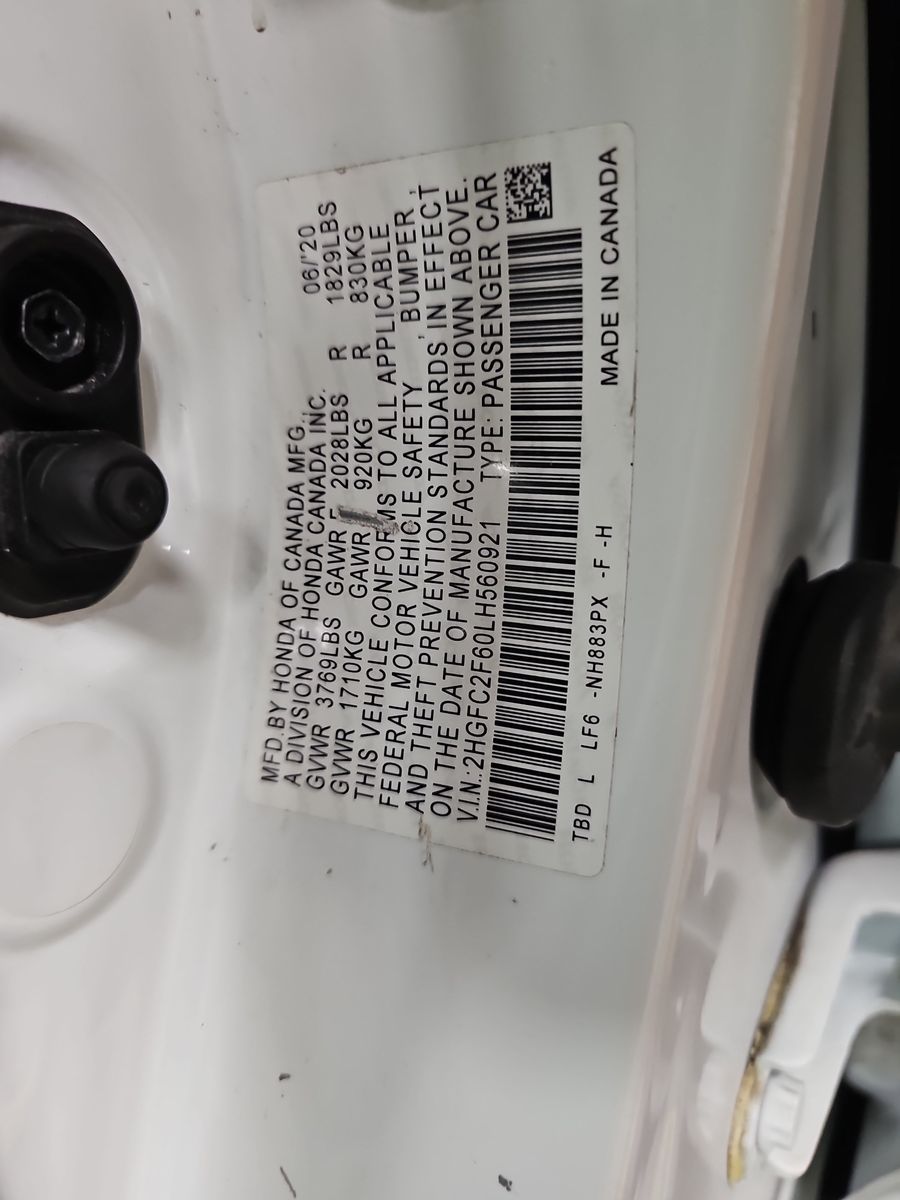 MFD.BY HONDA OF CANADA MFG., 06/'20
A DIVISION OF HONDA CANADA INC.
GVWR 3769LBS GAWR F 2028LBS R 1829LBS
GVWR 1710KG GAWR 920KG R 830KG
THIS VEHICLE CONFORMS TO ALL APPLICABLE
FEDERAL MOTOR VEHICLE SAFETY, BUMPER,
AND THEFT PREVENTION STANDARDS IN EFFECT
ON THE DATE OF MANUFACTURE SHOWN ABOVE.
V.I.N.:2HGFC2F60LH560921 TYPE: PASSENGER CAR
TBD L LF6 -NH883PX -F -H MADE IN CANADA